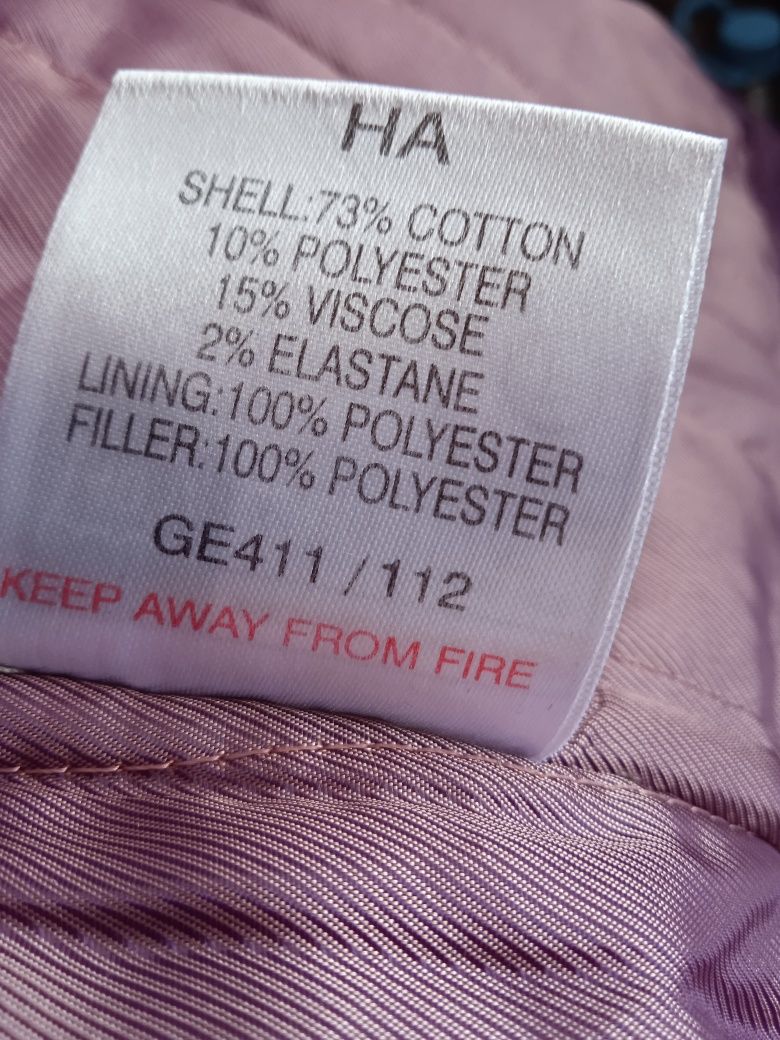 HA
SHELL:73% COTTON
10% POLYESTER
15% VISCOSE
2% ELASTANE
LINING:100% POLYESTER
FILLER:100% POLYESTER
GE411 /112
KEEP AWAY FROM FIRE